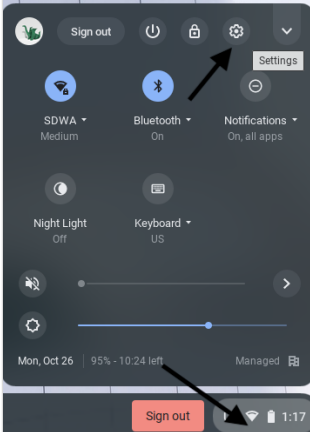 Sign out
Settings
SDWA
Medium
Bluetooth
On
Notifications
On, all apps
Night Light
Off
Keyboard
US
Mon, Oct 26 | 95% - 10:24 left
Managed
Sign out
1:17